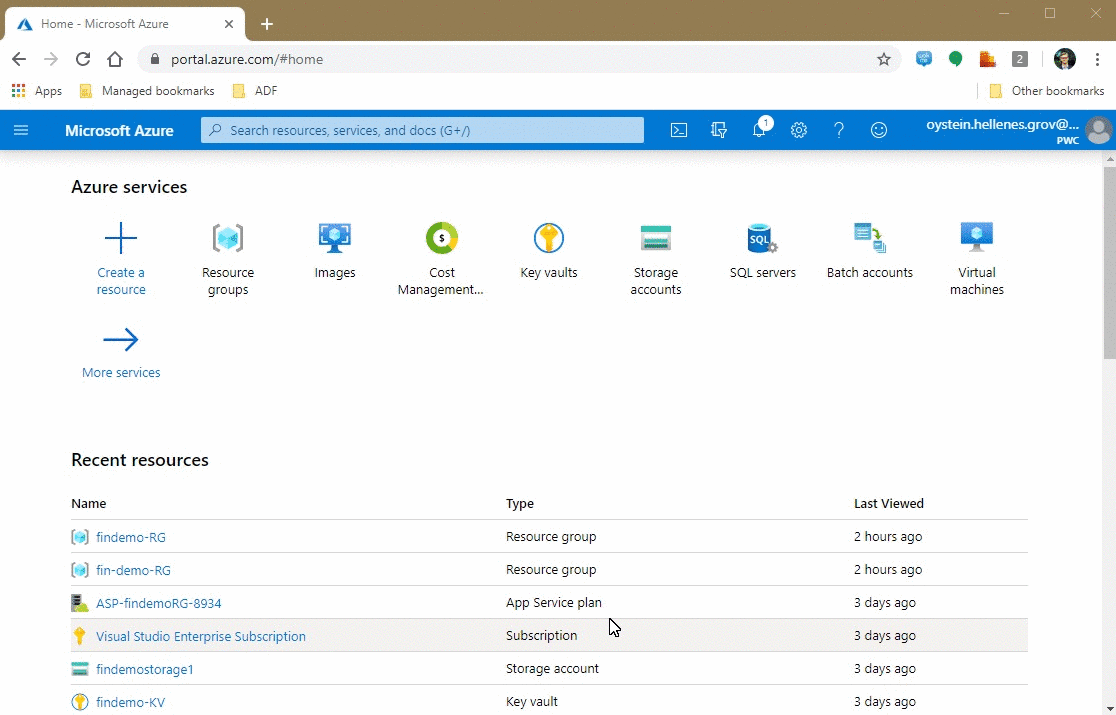 Home - Microsoft Azure
portal.azure.com/#home
2
Apps Managed bookmarks ADF Other bookmarks
Microsoft Azure
Search resources, services, and docs (G+/)
1
oystein.hellenes.grov@...
PWC
Azure services
Create a
resource
Resource
groups
Images
$
Cost
Management...
Key vaults
Storage
accounts
SQL
SQL servers
Batch accounts
Virtual
machines
More services
Recent resources
Name Type Last Viewed
findemo-RG Resource group 2 hours ago
fin-demo-RG Resource group 2 hours ago
ASP-findemoRG-8934 App Service plan 3 days ago
Visual Studio Enterprise Subscription Subscription 3 days ago
findemostorage1 Storage account 3 days ago
findemo-KV Key vault 3 days ago